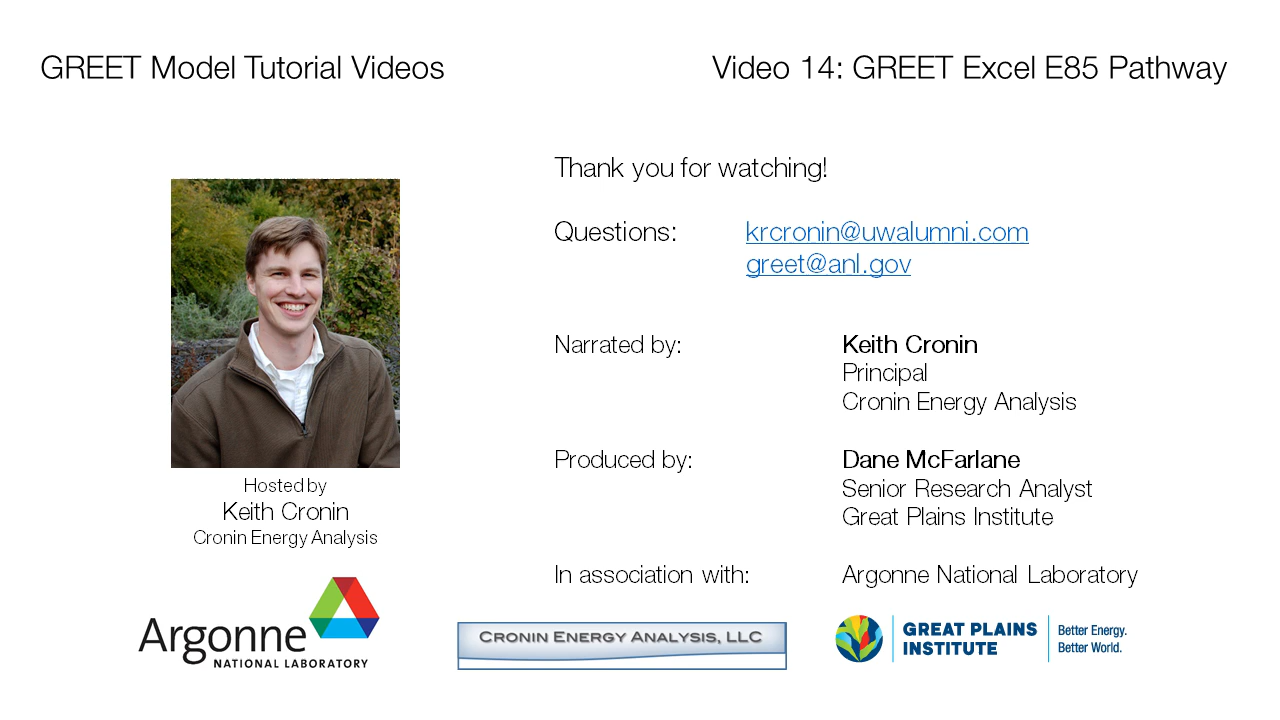 GREET Model Tutorial Videos
Video 14: GREET Excel E85 Pathway
Thank you for watching!
Questions: krcronin@uwalumni.com
greet@anl.gov
Narrated by: Keith Cronin
Principal
Cronin Energy Analysis
Produced by: Dane McFarlane
Senior Research Analyst
Great Plains Institute
In association with: Argonne National Laboratory
Hosted by
Keith Cronin
Cronin Energy Analysis
Argonne
NATIONAL LABORATORY
CRONIN ENERGY ANALYSIS, LLC
GREAT PLAINS
INSTITUTE
Better Energy.
Better World.